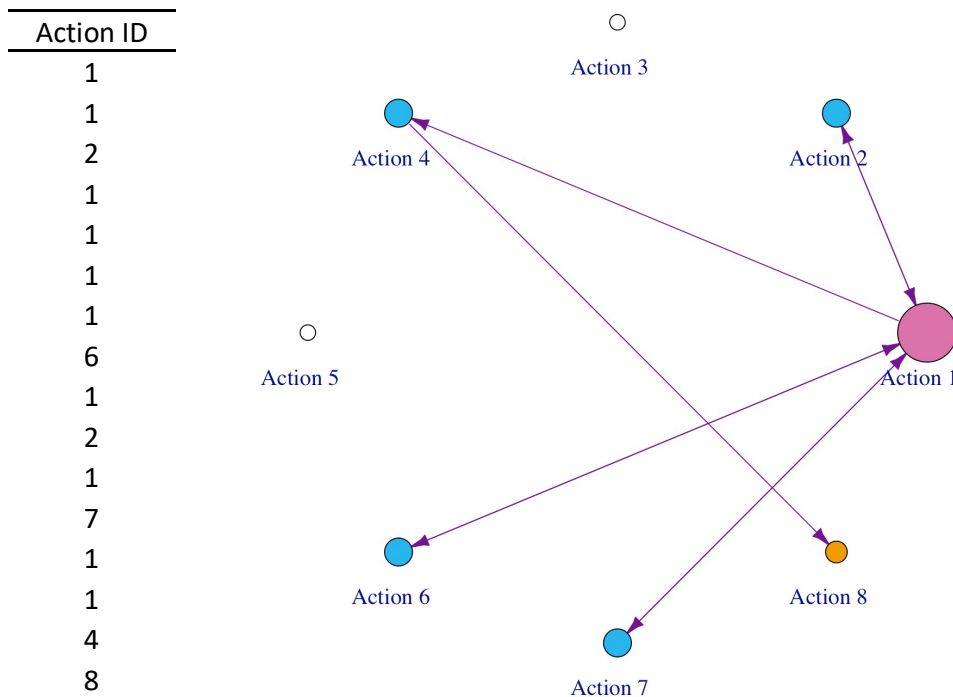 Action ID
1
1
2
1
1
1
1
6
1
2
1
7
1
1
4
8
Action 3
Action 4
Action 2
Action 5
Action 1
Action 6
Action 8
Action 7